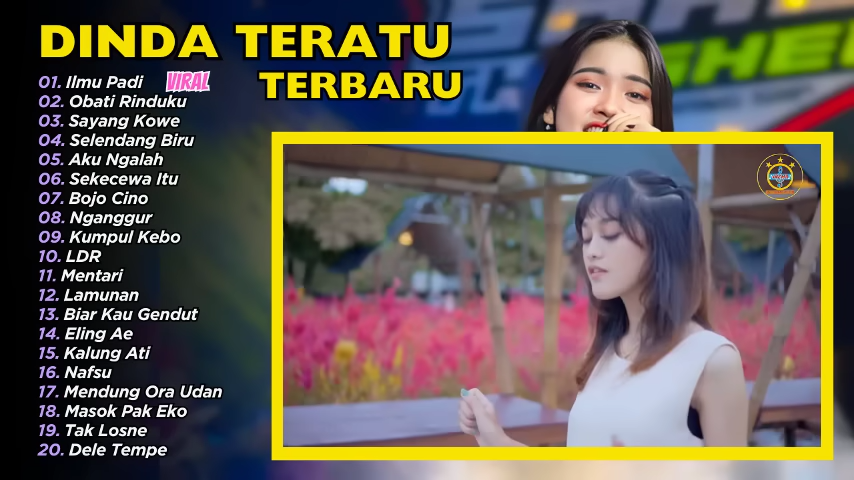 DINDA TERATU
TERBARU
01. Ilmu Padi VIRAL
02. Obati Rinduku
03. Sayang Kowe
04. Selendang Biru
05. Aku Ngalah
06. Sekecewa Itu
07. Bojo Cino
08. Nganggur
09. Kumpul Kebo
10. LDR
11. Mentari
12. Lamunan
13. Biar Kau Gendut
14. Eling Ae
15. Kalung Ati
16. Nafsu
17. Mendung Ora Udan
18. Masok Pak Eko
19. Tak Losne
20. Dele Tempe